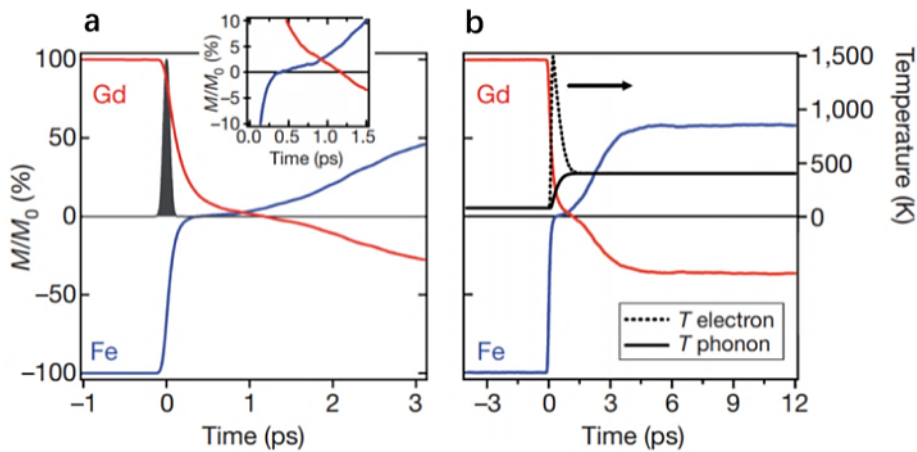 a
Gd
Fe
100
50
0
−50
−100
M/M0 (%)
−1
0
1
2
3
Time (ps)
10
5
0
−5
−10
M/M0 (%)
0.0
0.5
1.0
1.5
Time (ps)
b
Gd
Fe
T electron
T phonon
−3
0
3
6
9
12
Time (ps)
1,500
1,000
500
0
Temperature (K)